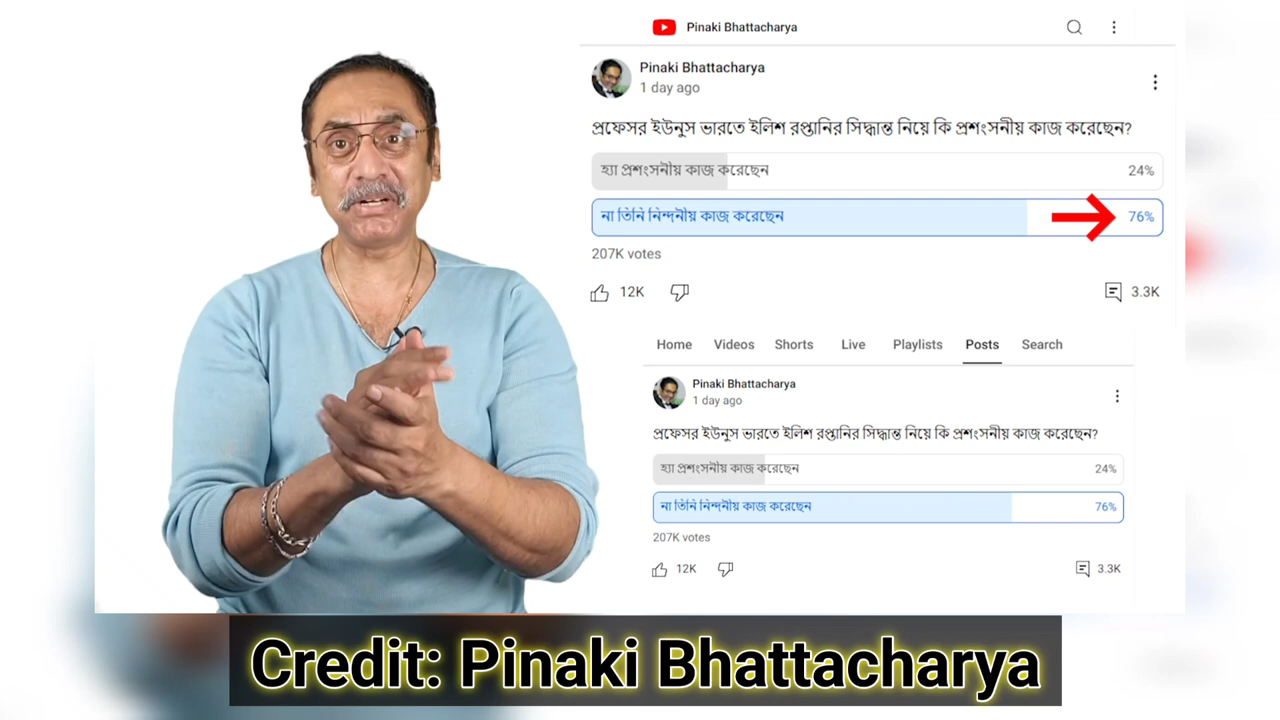 Pinaki Bhattacharya
Pinaki Bhattacharya
1 day ago
প্রফেসর ইউনুস ভারতে ইলিশ রপ্তানির সিদ্ধান্ত নিয়ে কি প্রশংসনীয় কাজ করেছেন?
হ্যা প্রশংসনীয় কাজ করেছেন 24%
না তিনি নিন্দনীয় কাজ করেছেন 76%
207K votes
12K 3.3K
Home Videos Shorts Live Playlists Posts Search
Pinaki Bhattacharya
1 day ago
প্রফেসর ইউনুস ভারতে ইলিশ রপ্তানির সিদ্ধান্ত নিয়ে কি প্রশংসনীয় কাজ করেছেন?
হ্যা প্রশংসনীয় কাজ করেছেন 24%
না তিনি নিন্দনীয় কাজ করেছেন 76%
207K votes
12K 3.3K
Credit: Pinaki Bhattacharya